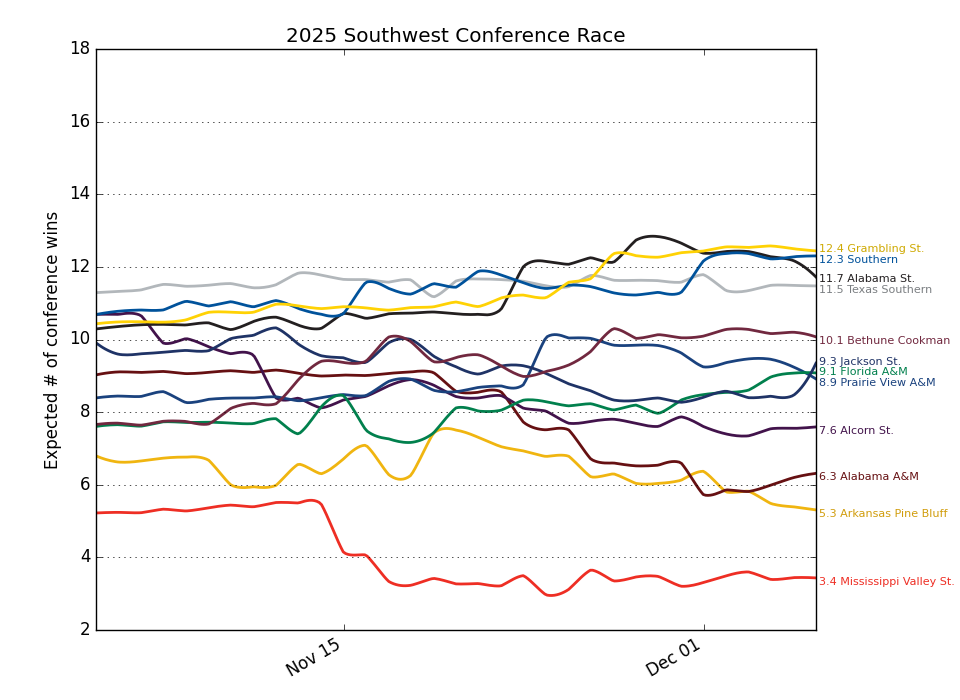 2025 Southwest Conference Race
Expected # of conference wins
18
16
14
12
10
8
6
4
2
Nov 15
Dec 01
12.4 Grambling St.
12.3 Southern
11.7 Alabama St.
11.5 Texas Southern
10.1 Bethune Cookman
9.3 Jackson St.
9.1 Florida A&M
8.9 Prairie View A&M
7.6 Alcorn St.
6.3 Alabama A&M
5.3 Arkansas Pine Bluff
3.4 Mississippi Valley St.